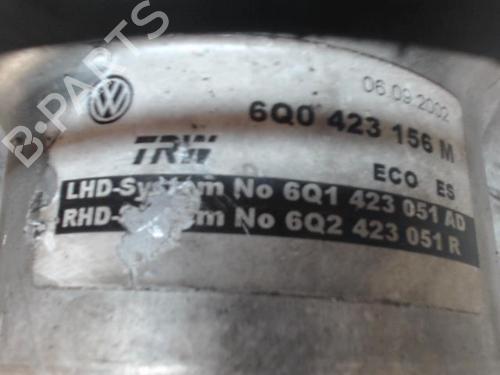 06.09.2002
6Q0 423 156 M
TRW
ECO ES
LHD-System No 6Q1 423 051 AD
RHD- No 6Q2 423 051 R
B-PARTS